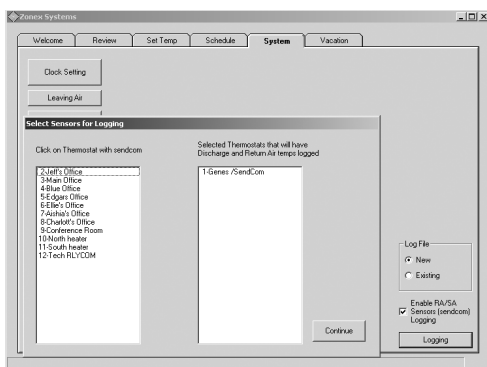 Zonex Systems
Welcome Review Set Temp Schedule System Vacation
Clock Setting
Leaving Air
Select Sensors for Logging
Click on Thermostat with sendcom
2-Jeff's Office
3-Main Office
4-Blue Office
5-Edgars Office
6-Ellie's Office
7-Aishia's Office
8-Charlott's Office
9-Conference Room
10-North heater
11-South heater
12-Tech RLYCOM
Selected Thermostats that will have
Discharge and Return Air temps logged
1-Genes /SendCom
Continue
Log File
New
Existing
Enable RA/SA
Sensors (sendcom)
Logging
Logging